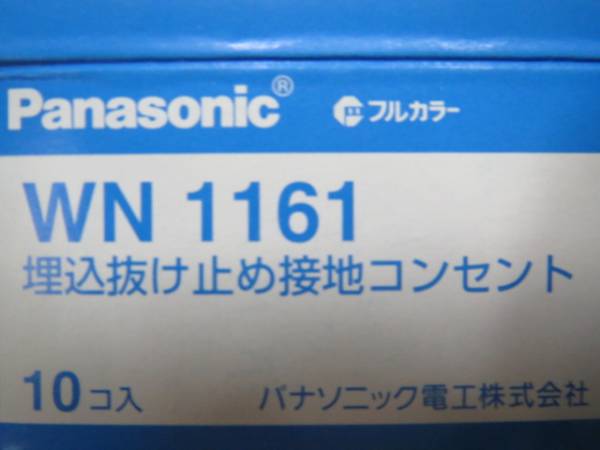 Panasonic® フルカラー
WN 1161
埋込抜け止め接地コンセント
10コ入 パナソニック電工株式会社